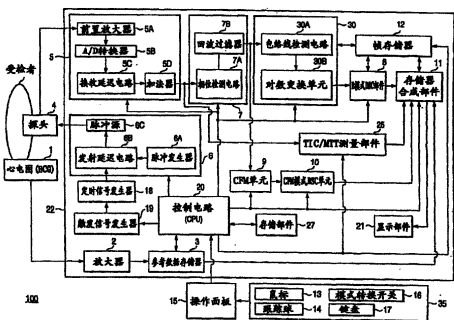 前置放大器 5A
A/D转换器 5B
5C 5D
接收延迟电路 加法器
5
7B
回波过滤器
7A
相位检测电路
7
30A 30
包络线检测电路
30B
对数变换单元
12
帧存储器
8
11
存储器
合成部件
受检者
4
探头
1
心电图(ECG)
6C
脉冲源
6B 6A
发射延迟电路 脉冲发生器
6
25
TIC/MTT测量部件
9
CFM单元
10
CFM模式DSC单元
18
定时信号发生器
19
触发信号发生器
20
控制电路
(CPU)
27
存储部件
21
显示部件
22
2
放大器
3
参考数据存储器
100
15
操作面板
鼠标 13
模式转换开关 16
跟踪球 14
键盘 17
35